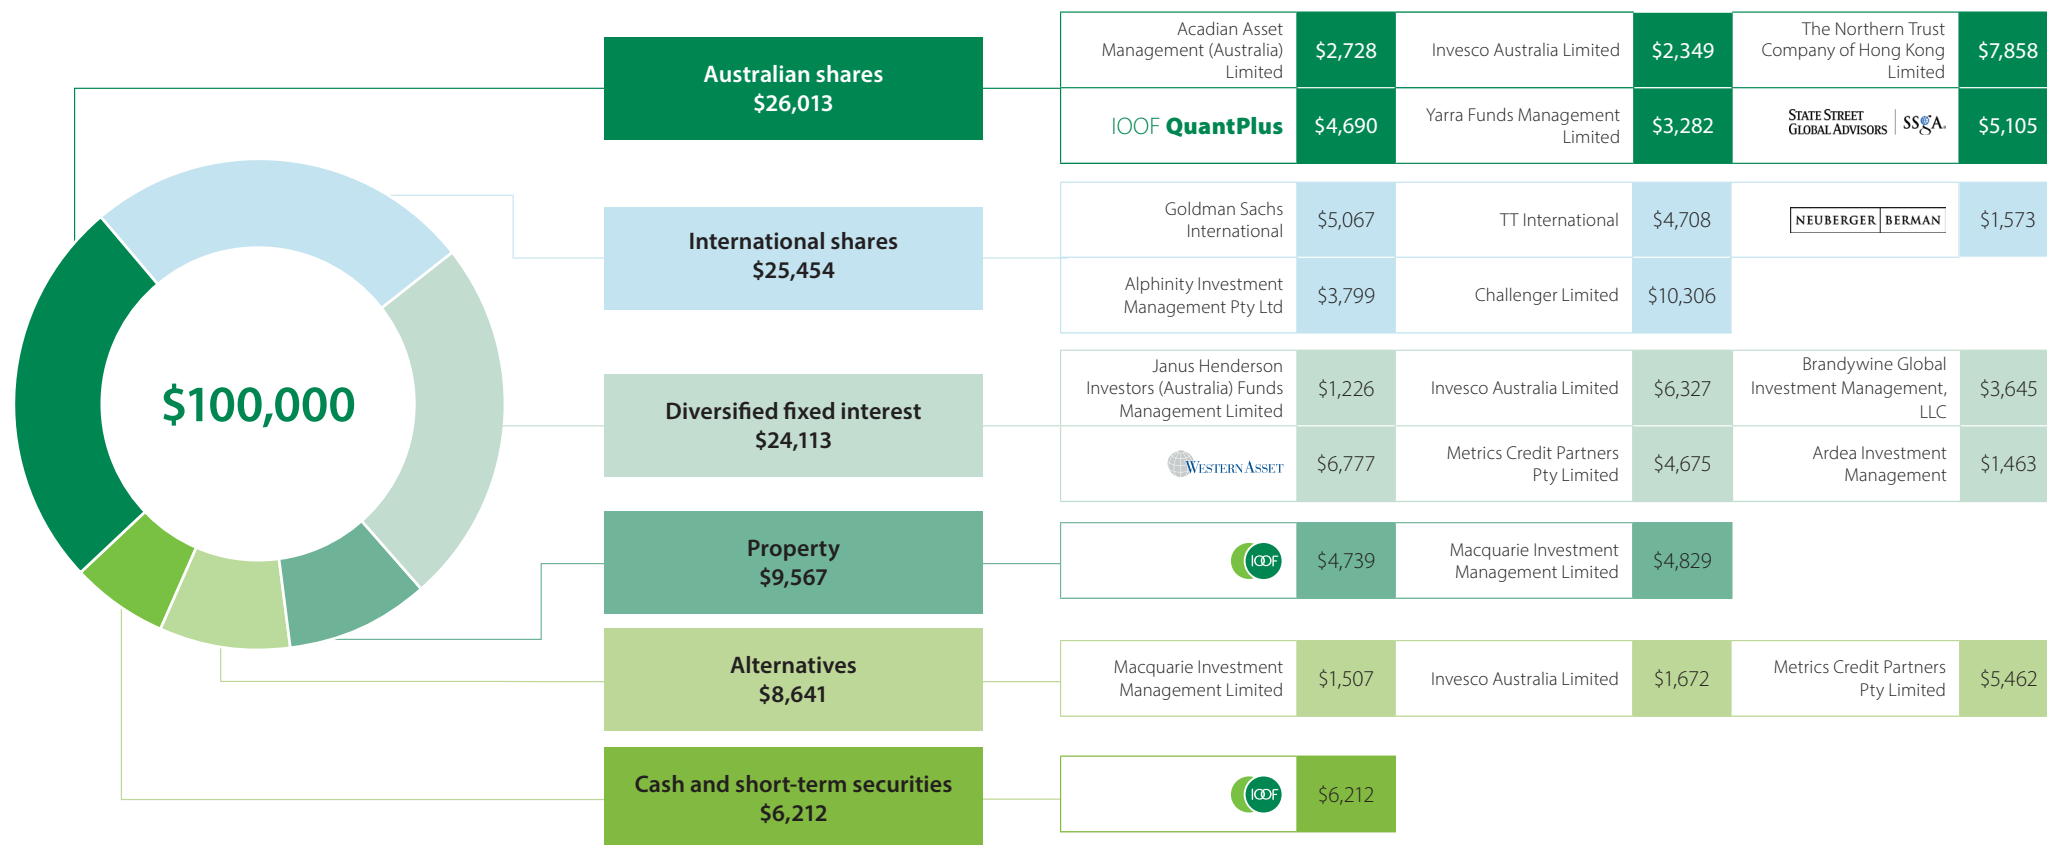 $100,000
Australian shares
$26,013
Acadian Asset
Management (Australia)
Limited
$2,728
Invesco Australia Limited
$2,349
The Northern Trust
Company of Hong Kong
Limited
$7,858
IOOF QuantPlus
$4,690
Yarra Funds Management
Limited
$3,282
STATE STREET
GLOBAL ADVISORS
SSGA.
$5,105
International shares
$25,454
Goldman Sachs
International
$5,067
TT International
$4,708
NEUBERGER BERMAN
$1,573
Alphinity Investment
Management Pty Ltd
$3,799
Challenger Limited
$10,306
Diversified fixed interest
$24,113
Janus Henderson
Investors (Australia) Funds
Management Limited
$1,226
Invesco Australia Limited
$6,327
Brandywine Global
Investment Management,
LLC
$3,645
WESTERN ASSET
$6,777
Metrics Credit Partners
Pty Limited
$4,675
Ardea Investment
Management
$1,463
Property
$9,567
IOOF
$4,739
Macquarie Investment
Management Limited
$4,829
Alternatives
$8,641
Macquarie Investment
Management Limited
$1,507
Invesco Australia Limited
$1,672
Metrics Credit Partners
Pty Limited
$5,462
Cash and short-term securities
$6,212
IOOF
$6,212